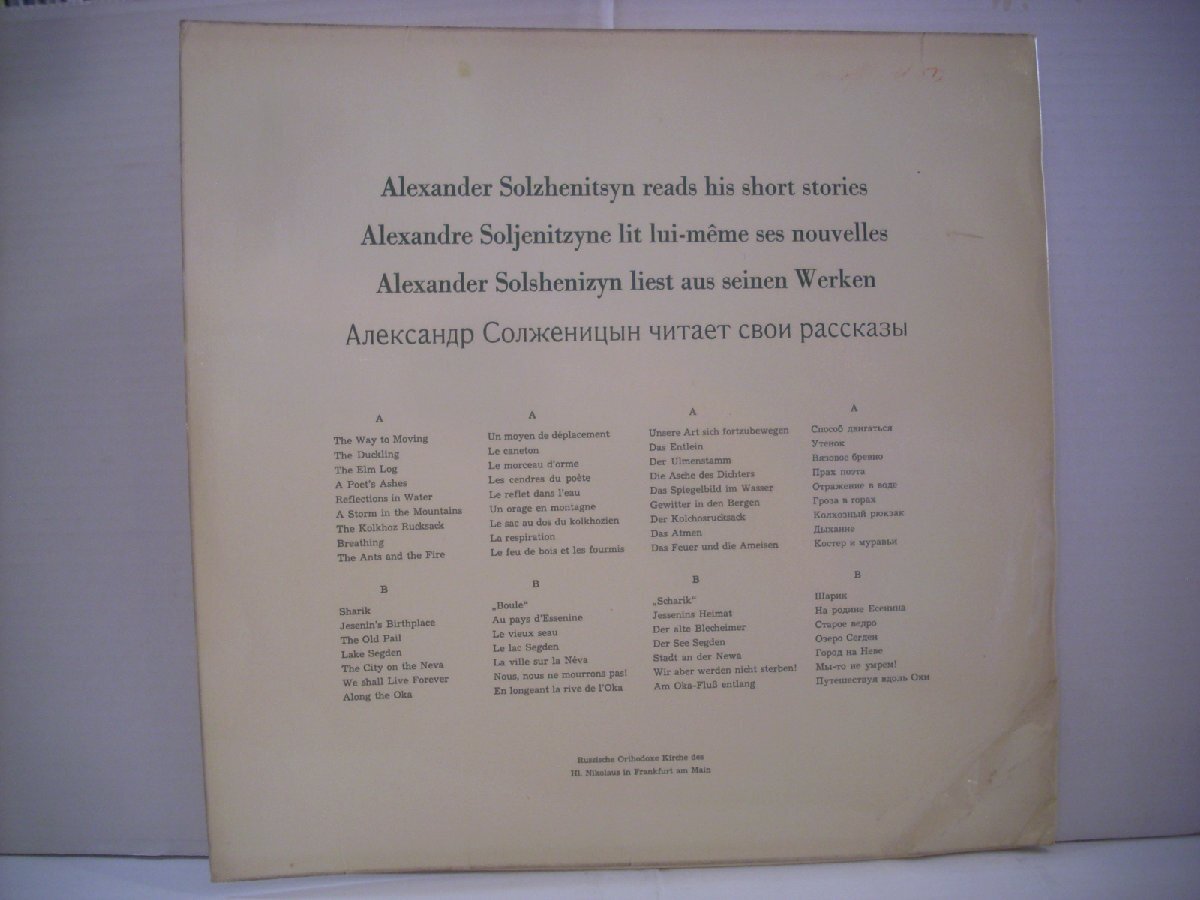 Alexander Solzhenitsyn reads his short stories
Alexandre Soljenitzyne lit lui-même ses nouvelles
Alexander Solshenizyn liest aus seinen Werken
Александр Солженицын читает свои рассказы
A
The Way to Moving
The Duckling
The Elm Log
A Poet's Ashes
Reflections in Water
A Storm in the Mountains
The Kolkhoz Rucksack
Breathing
The Ants and the Fire
B
Sharik
Jesenin's Birthplace
The Old Pail
Lake Segden
The City on the Neva
We shall Live Forever
Along the Oka
A
Un moyen de déplacement
Le caneton
Le morceau d'orme
Les cendres du poète
Le reflet dans l'eau
Un orage en montagne
Le sac au dos du kolkhozien
La respiration
Le feu de bois et les fourmis
B
„Boule“
Au pays d'Essenine
Le vieux seau
Le lac Segden
La ville sur la Néva
Nous, nous ne mourrons pas!
En longeant la rive de l'Oka
A
Unsere Art sich fortzubewegen
Das Entlein
Der Ulmenstamm
Die Asche des Dichters
Das Spiegelbild im Wasser
Gewitter in den Bergen
Der Kolchosrucksack
Das Atmen
Das Feuer und die Ameisen
B
„Scharik“
Jessenins Heimat
Der alte Blecheimer
Der See Segden
Stadt an der Newa
Wir aber werden nicht sterben!
Am Oka-Fluß entlang
A
Способ двигаться
Утенок
Вязовое бревно
Прах поэта
Отражение в воде
Гроза в горах
Колхозный рюкзак
Дыхание
Костер и муравьи
B
Шарик
На родине Есенина
Старое ведро
Озеро Сегден
Город на Неве
Мы-то не умрем!
Путешествуя вдоль Оки
Russische Orthodoxe Kirche des
Hl. Nikolaus in Frankfurt am Main